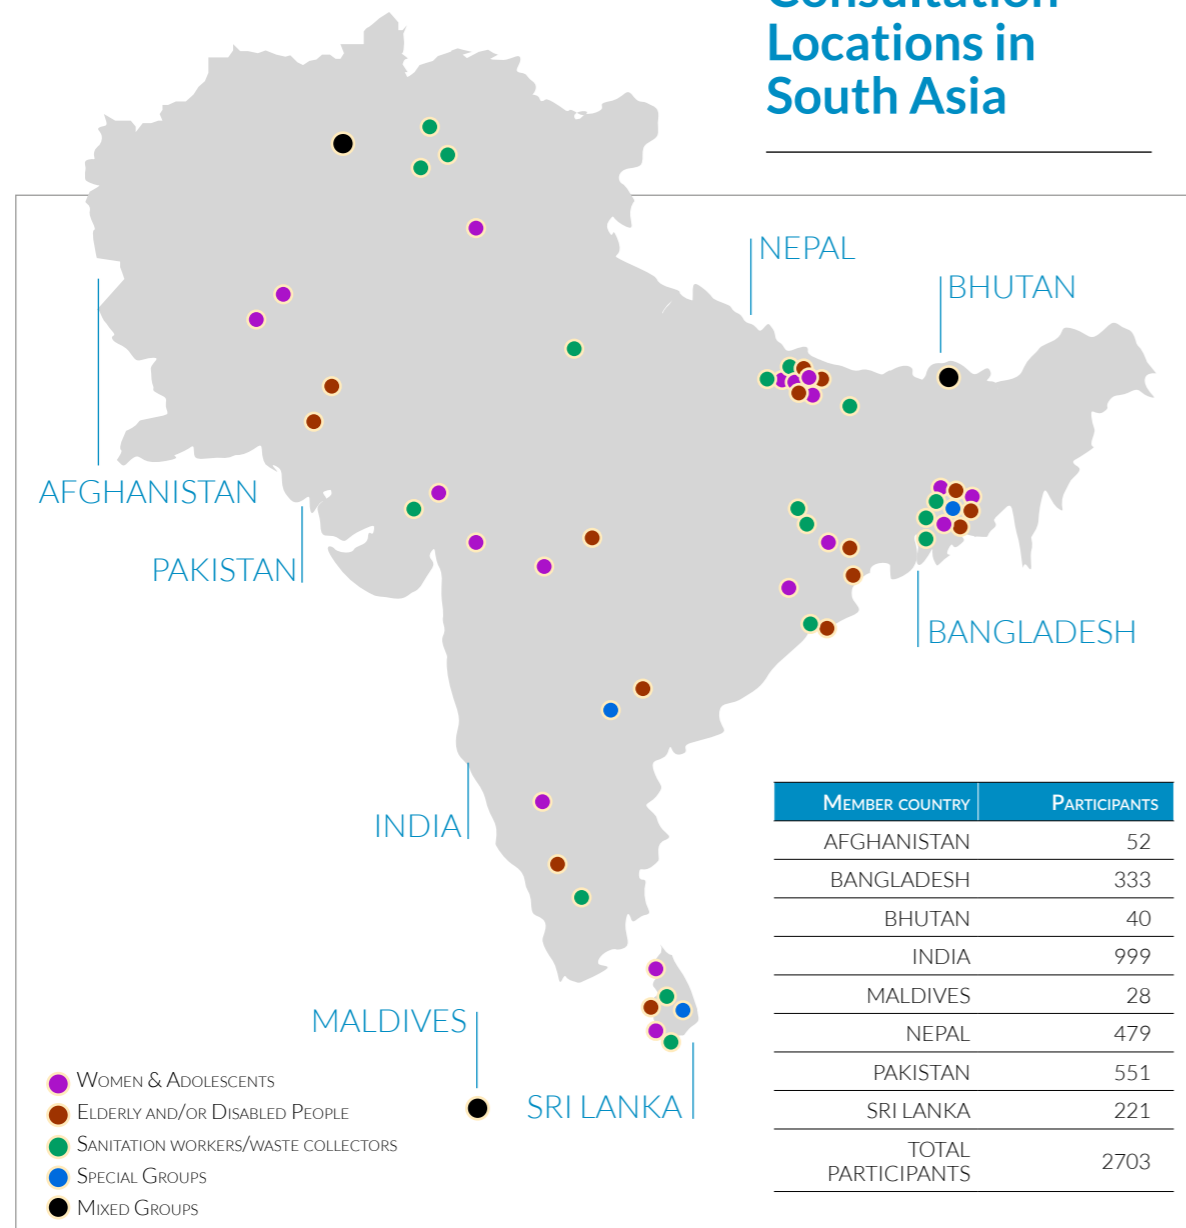 Consultation
Locations in
South Asia
NEPAL
BHUTAN
AFGHANISTAN
PAKISTAN
BANGLADESH
INDIA
MALDIVES
SRI LANKA
MEMBER COUNTRY PARTICIPANTS
AFGHANISTAN 52
BANGLADESH 333
BHUTAN 40
INDIA 999
MALDIVES 28
NEPAL 479
PAKISTAN 551
SRI LANKA 221
TOTAL
PARTICIPANTS 2703
WOMEN & ADOLESCENTS
ELDERLY AND/OR DISABLED PEOPLE
SANITATION WORKERS/WASTE COLLECTORS
SPECIAL GROUPS
MIXED GROUPS